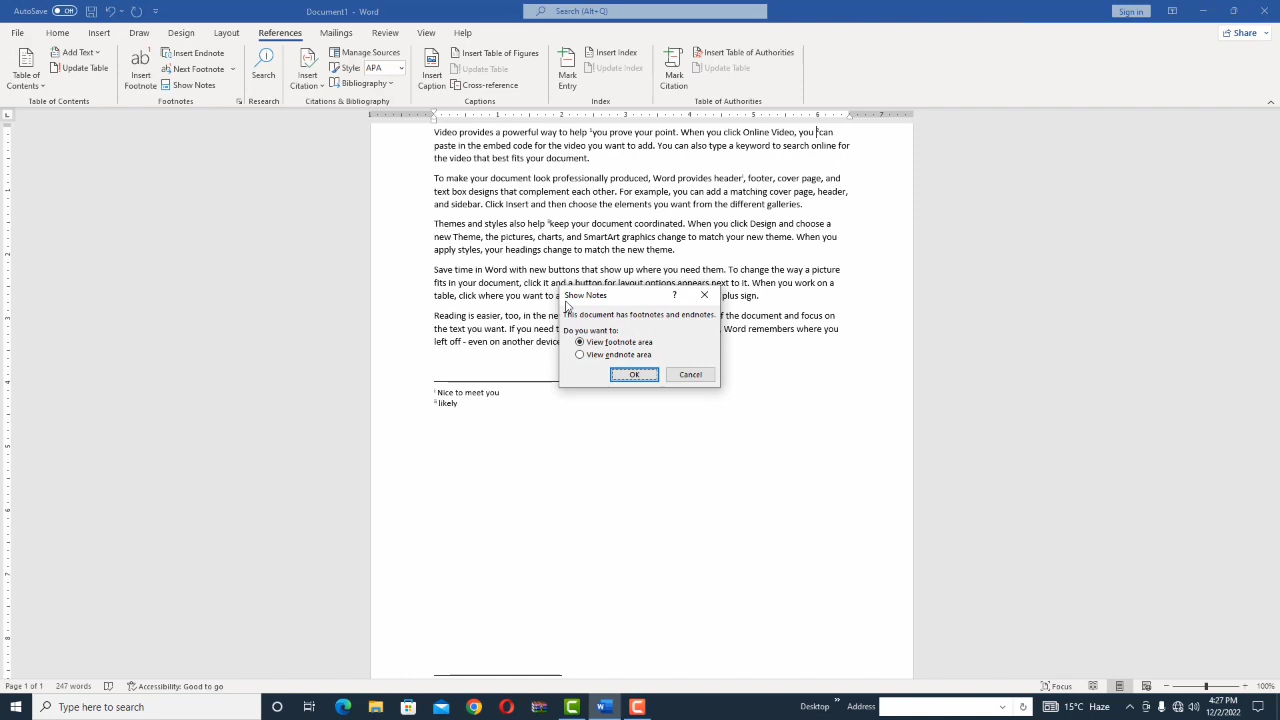 AutoSave Off Document1 - Word Search (Alt+Q) Sign in
File Home Insert Draw Design Layout References Mailings Review View Help Share
Table of Contents
Add Text
Update Table
Table of Contents
Insert Footnote
Insert Endnote
Next Footnote
Show Notes
Footnotes
Search
Research
Insert Citation
Manage Sources
Style: APA
Bibliography
Citations & Bibliography
Insert Caption
Insert Table of Figures
Update Table
Cross-reference
Captions
Mark Entry
Insert Index
Update Index
Index
Mark Citation
Insert Table of Authorities
Update Table
Table of Authorities
1 1 2 3 4 5 6 7
Video provides a powerful way to help ¹you prove your point. When you click Online Video, you ²can
paste in the embed code for the video you want to add. You can also type a keyword to search online for
the video that best fits your document.
To make your document look professionally produced, Word provides headerⁱ, footer, cover page, and
text box designs that complement each other. For example, you can add a matching cover page, header,
and sidebar. Click Insert and then choose the elements you want from the different galleries.
Themes and styles also help ⁱⁱkeep your document coordinated. When you click Design and choose a
new Theme, the pictures, charts, and SmartArt graphics change to match your new theme. When you
apply styles, your headings change to match the new theme.
Save time in Word with new buttons that show up where you need them. To change the way a picture
fits in your document, click it and a button for layout options appears next to it. When you work on a
table, click where you want to a plus sign.
Reading is easier, too, in the ne f the document and focus on
the text you want. If you need t , Word remembers where you
left off - even on another device
Show Notes ?
This document has footnotes and endnotes.
Do you want to:
View footnote area
View endnote area
OK Cancel
ⁱ Nice to meet you
ⁱⁱ likely
Page 1 of 1 247 words Accessibility: Good to go Focus 100%
Type here to search Desktop » Address 15°C Haze 4:27 PM
12/2/2022